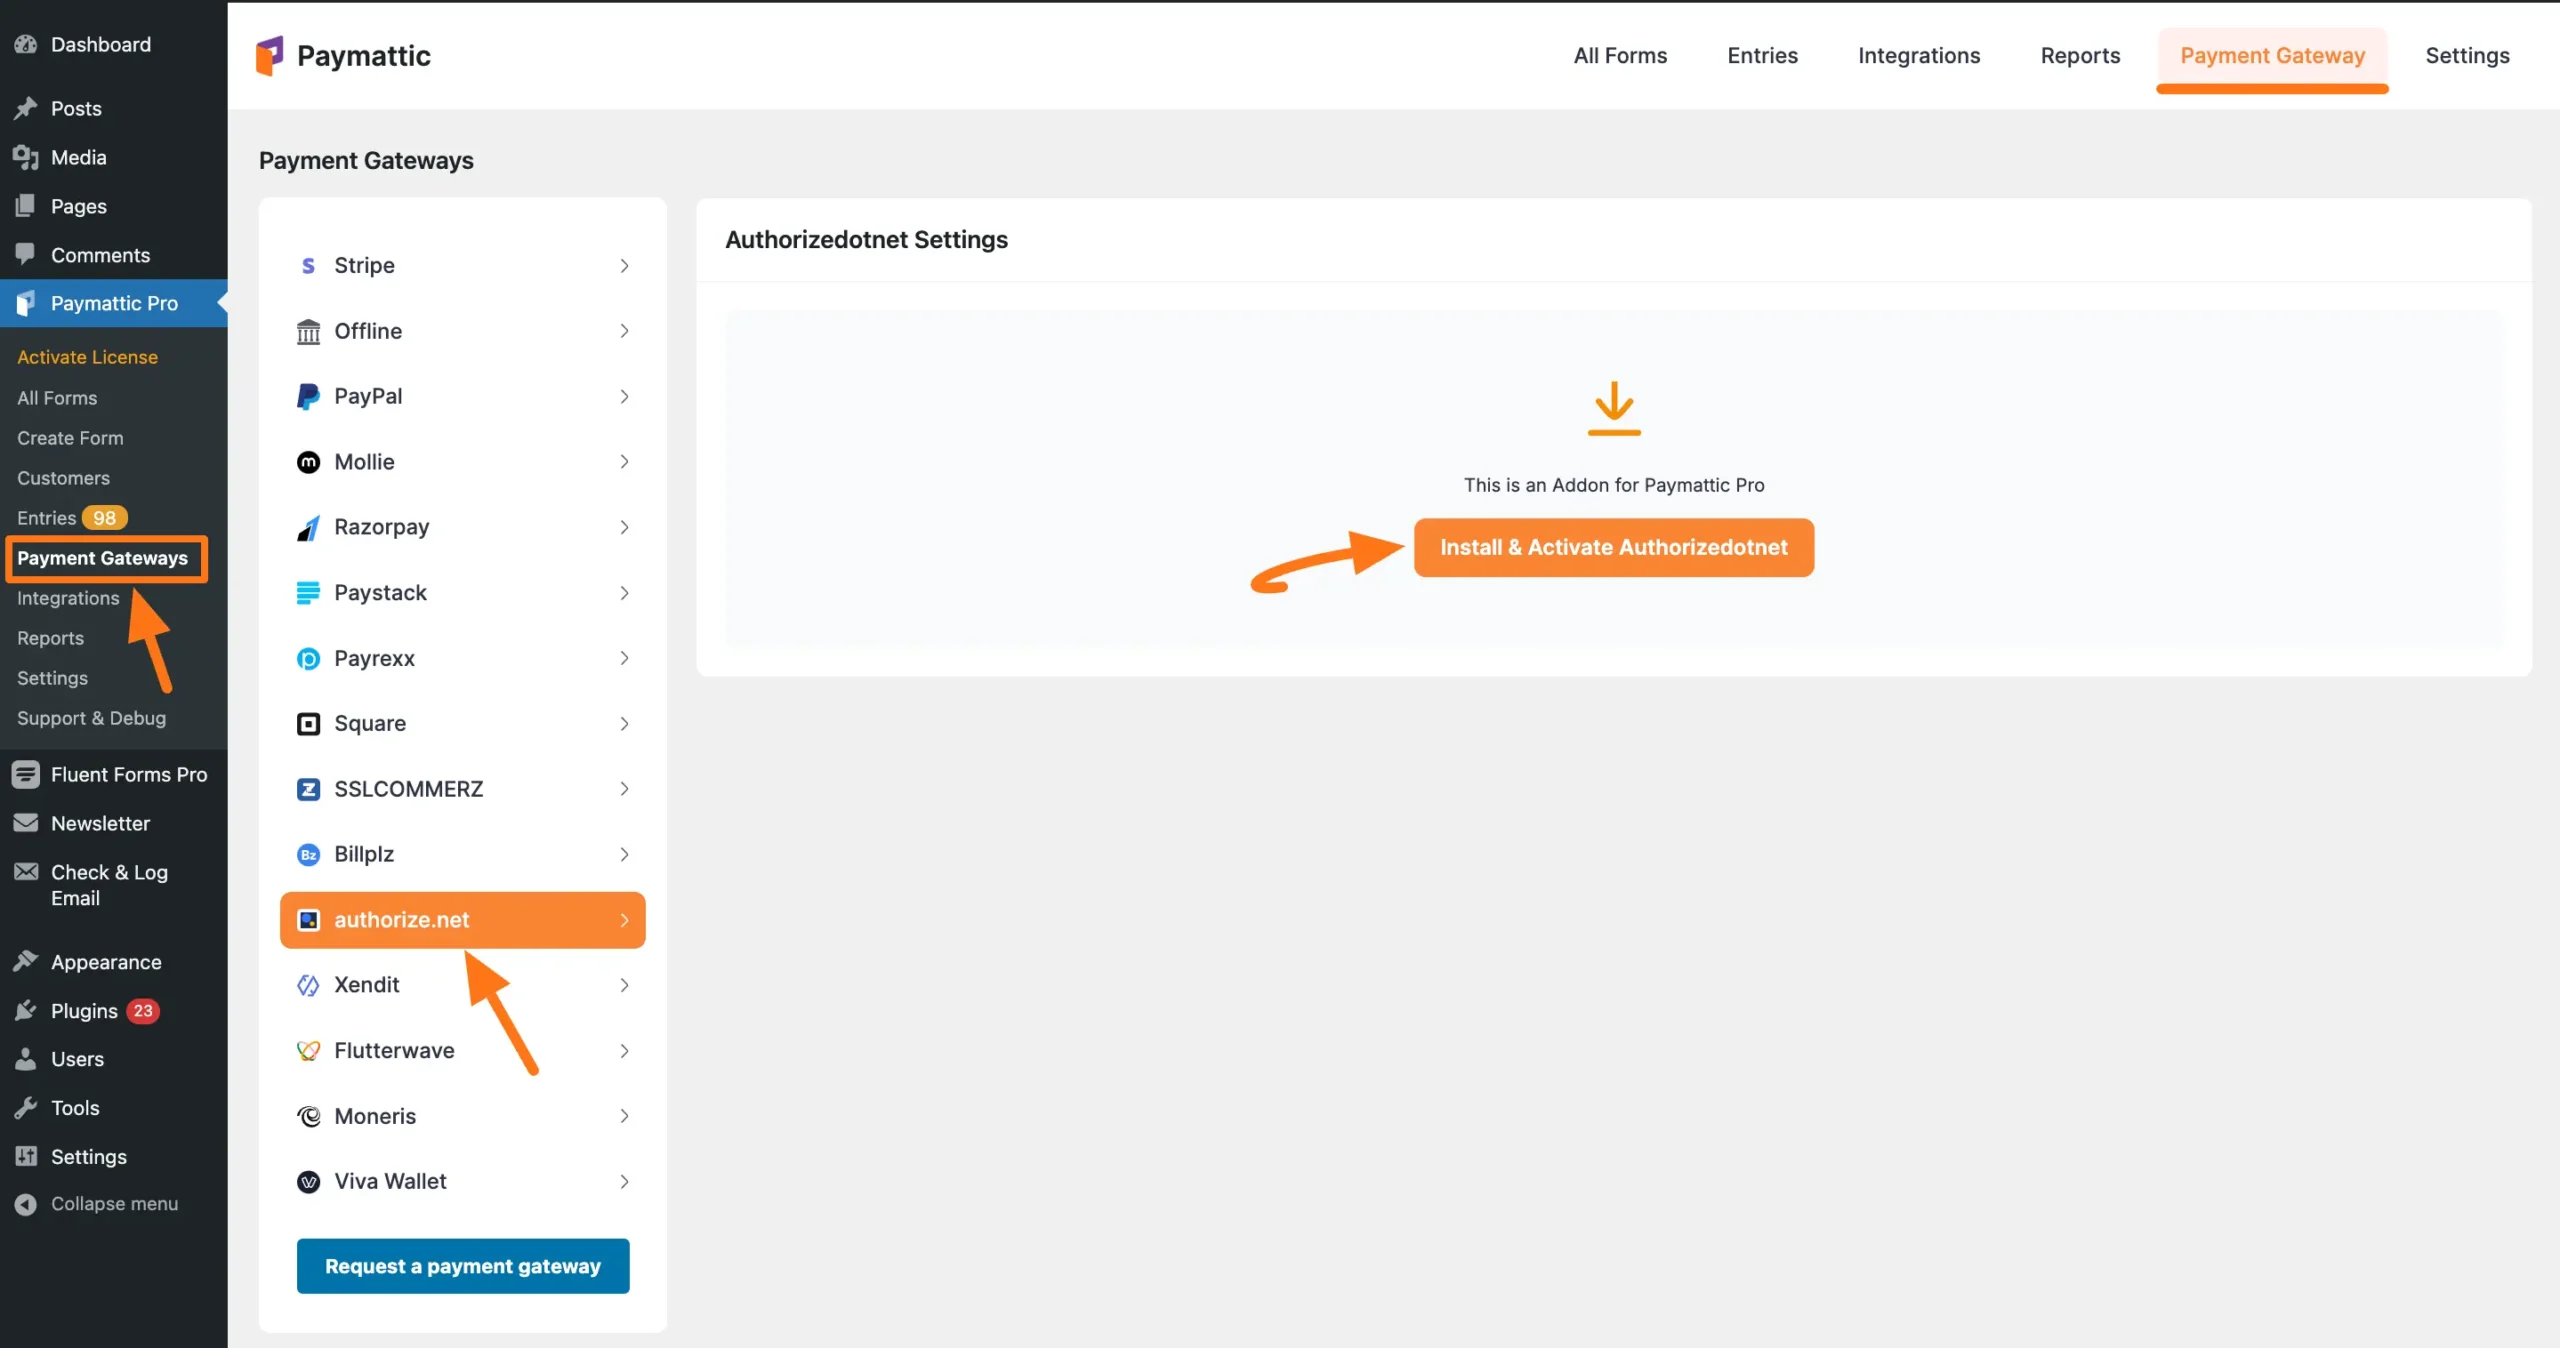 Dashboard
Posts
Media
Pages
Comments
Paymattic Pro
Activate License
All Forms
Create Form
Customers
Entries 98
Payment Gateways
Integrations
Reports
Settings
Support & Debug
Fluent Forms Pro
Newsletter
Check & Log
Email
Appearance
Plugins 23
Users
Tools
Settings
Collapse menu
Paymattic
All Forms
Entries
Integrations
Reports
Payment Gateway
Settings
Payment Gateways
Stripe
Offline
PayPal
Mollie
Razorpay
Paystack
Payrexx
Square
SSLCOMMERZ
Billplz
authorize.net
Xendit
Flutterwave
Moneris
Viva Wallet
Request a payment gateway
Authorizedotnet Settings
This is an Addon for Paymattic Pro
Install & Activate Authorizedotnet